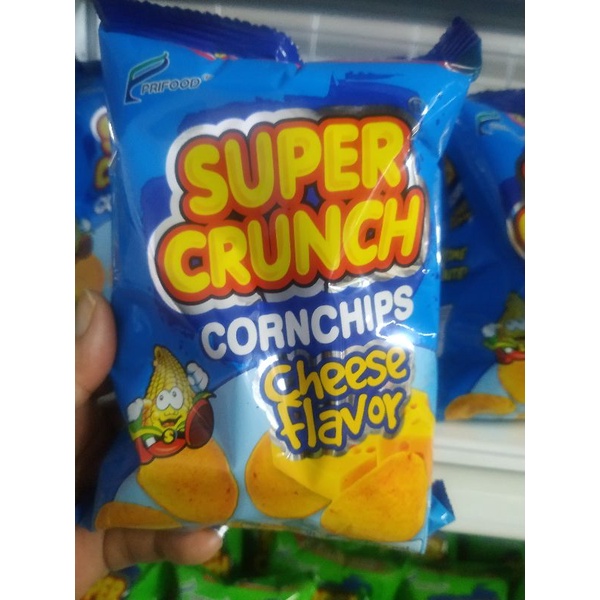 PRIFOOD
SUPER
CRUNCH
CORNCHIPS
Cheese
flavor